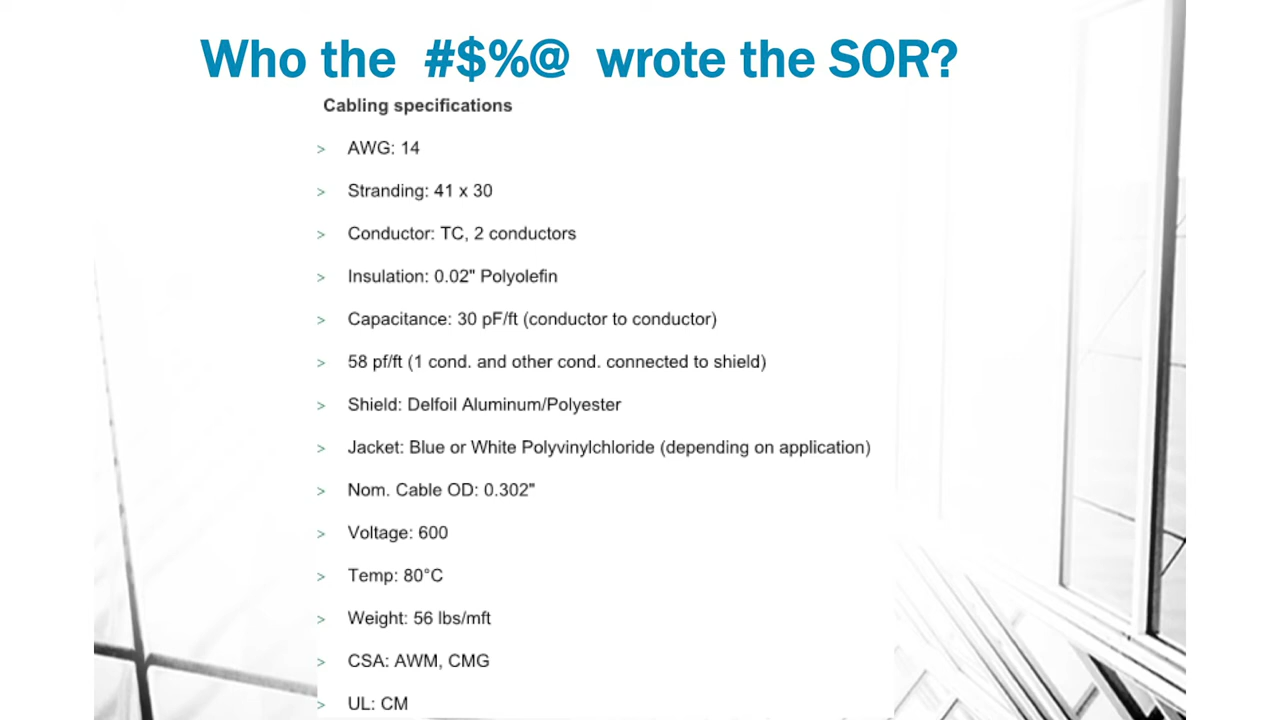 Who the #$%@ wrote the SOR?
Cabling specifications
> AWG: 14
> Stranding: 41 x 30
> Conductor: TC, 2 conductors
> Insulation: 0.02" Polyolefin
> Capacitance: 30 pF/ft (conductor to conductor)
> 58 pf/ft (1 cond. and other cond. connected to shield)
> Shield: Delfoil Aluminum/Polyester
> Jacket: Blue or White Polyvinylchloride (depending on application)
> Nom. Cable OD: 0.302"
> Voltage: 600
> Temp: 80°C
> Weight: 56 lbs/mft
> CSA: AWM, CMG
> UL: CM